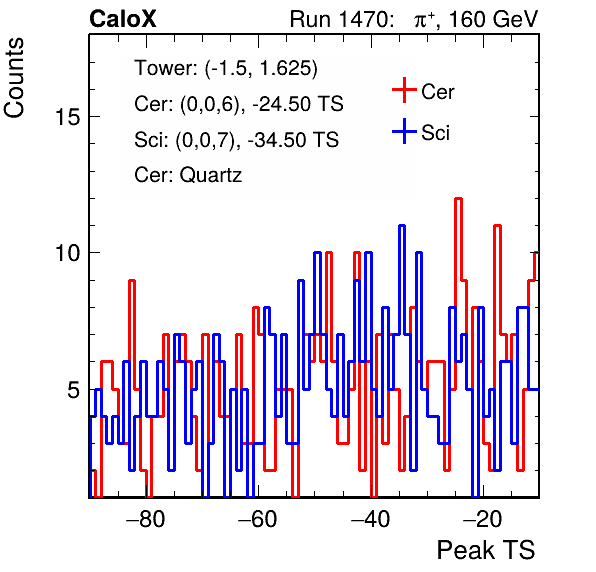 CaloX Run 1470: π⁺, 160 GeV
Counts
Tower: (-1.5, 1.625)
Cer: (0,0,6), -24.50 TS
Sci: (0,0,7), -34.50 TS
Cer: Quartz
Cer
Sci
15
10
5
−80 −60 −40 −20
Peak TS